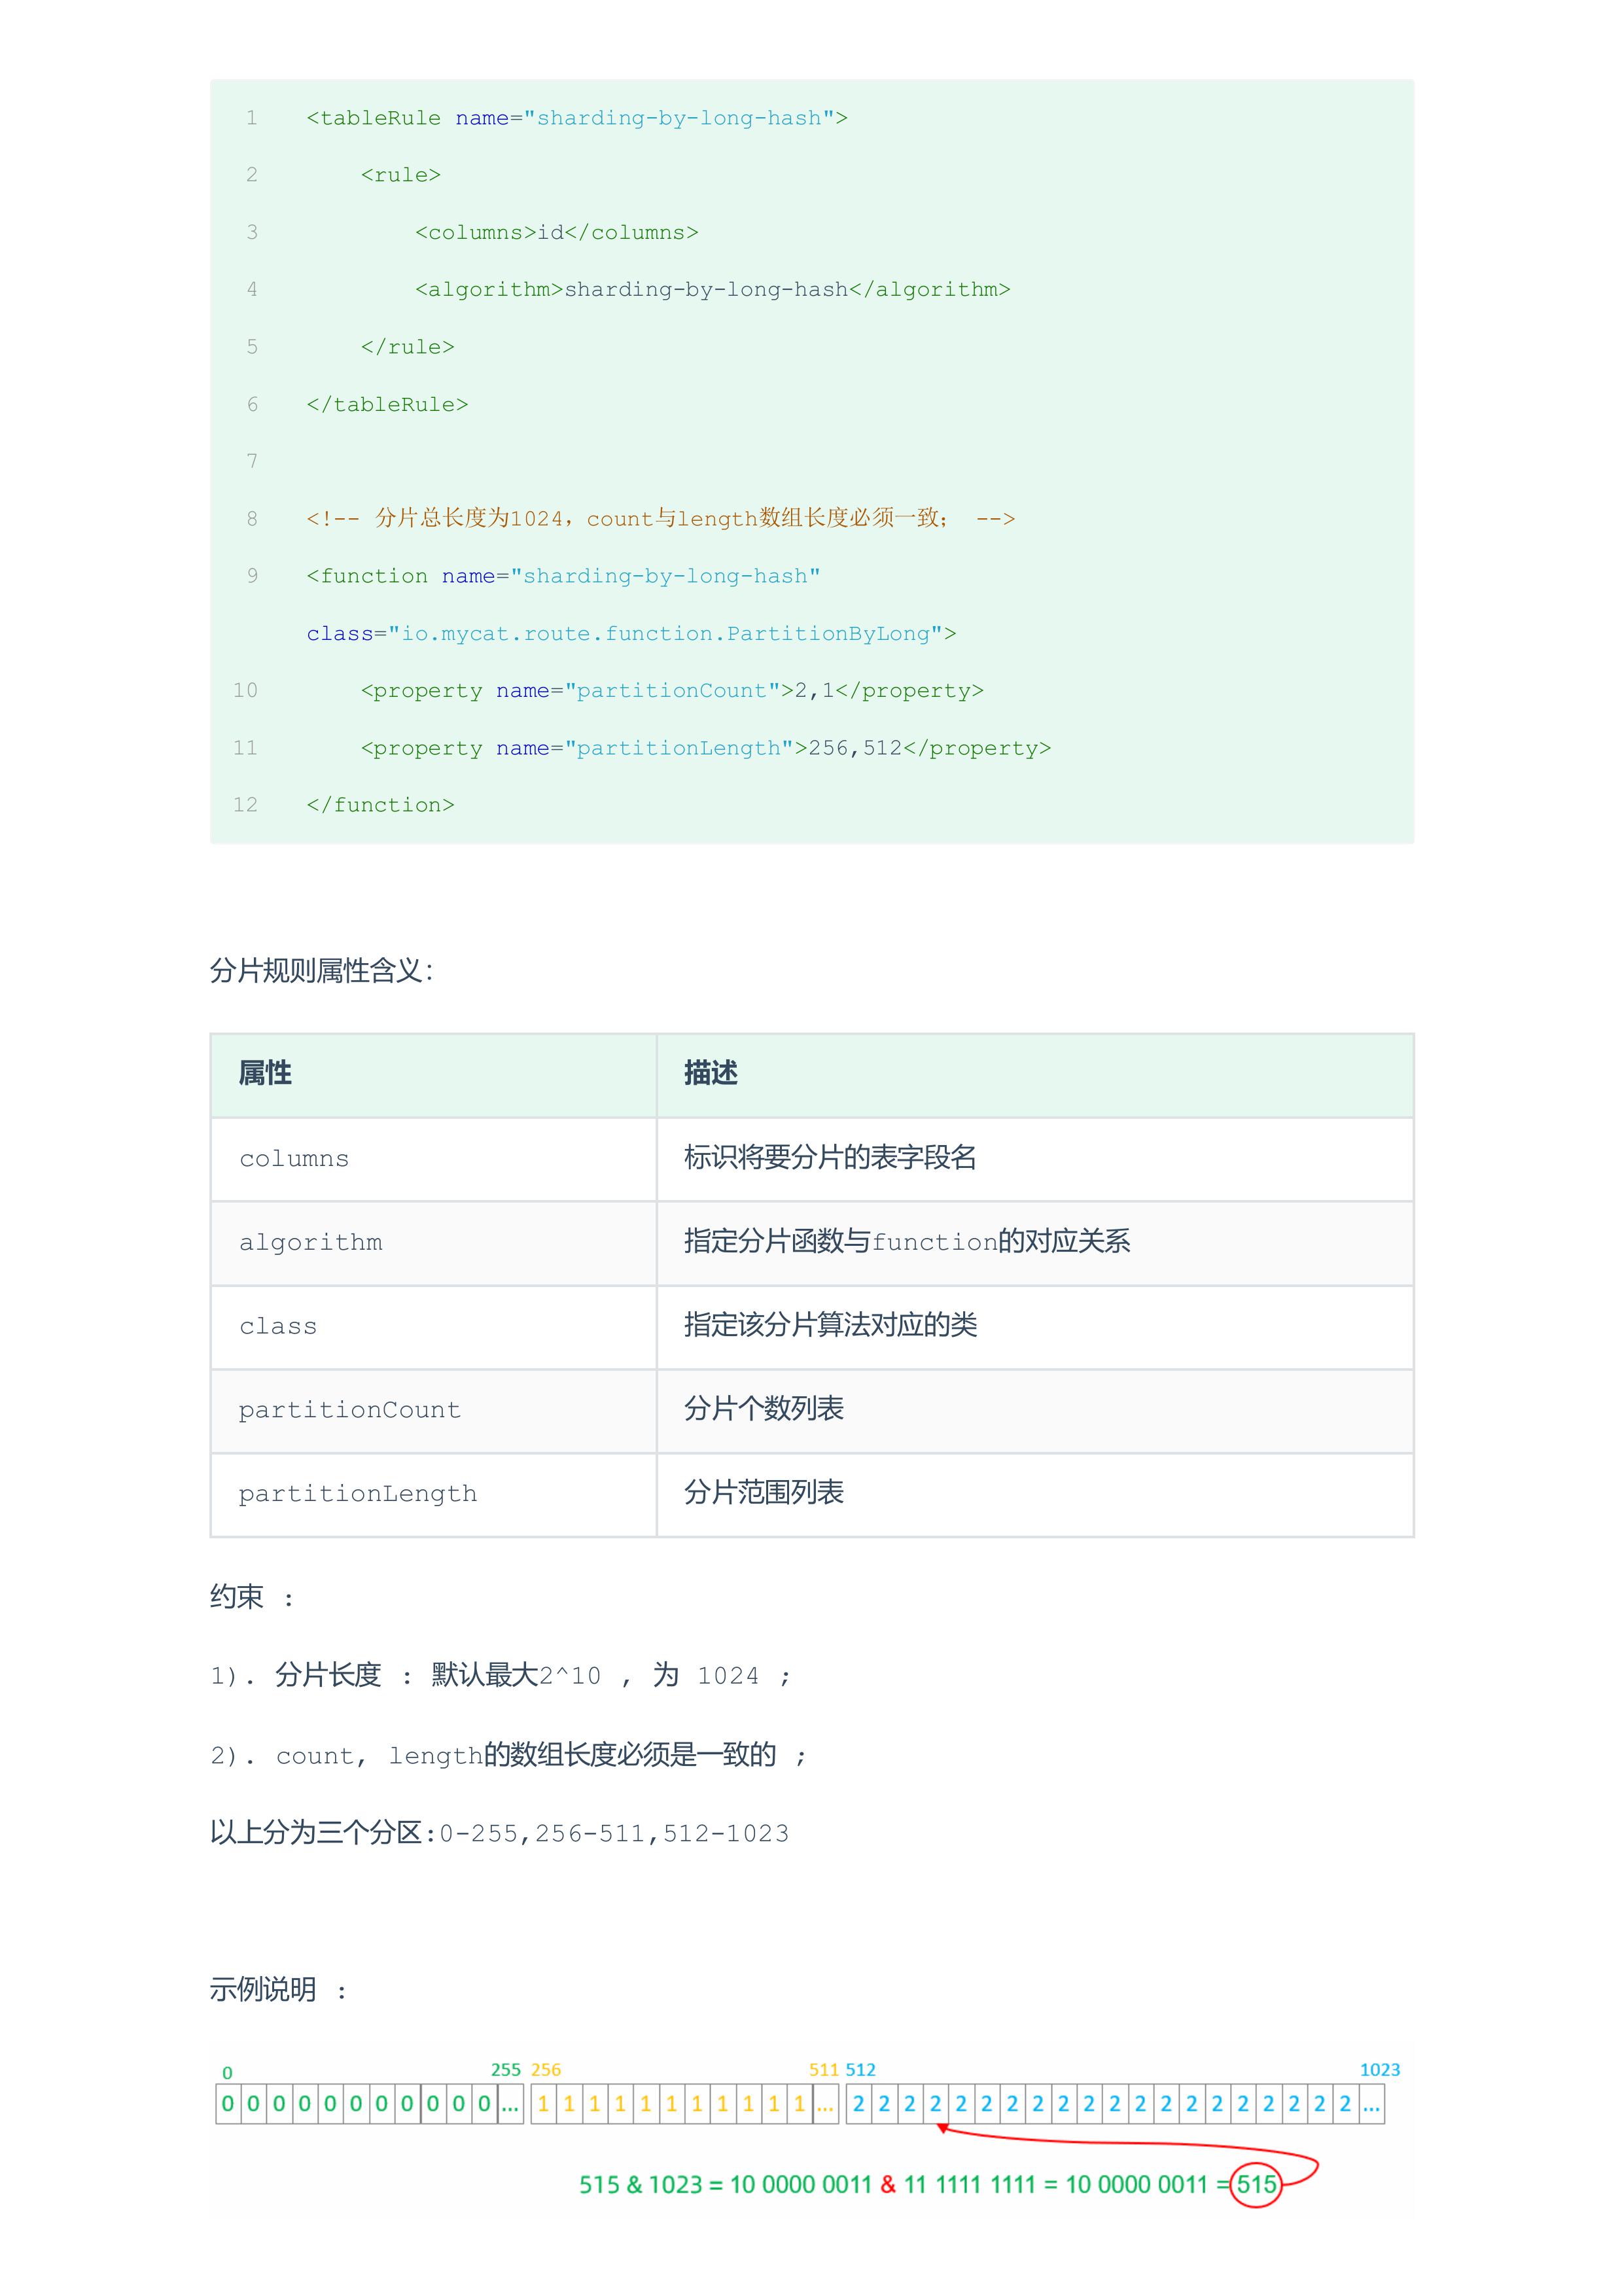 1 <tableRule name="sharding-by-long-hash">
2 <rule>
3 <columns>id</columns>
4 <algorithm>sharding-by-long-hash</algorithm>
5 </rule>
6 </tableRule>
7
8 <!-- 分片总长度为1024，count与length数组长度必须一致； -->
9 <function name="sharding-by-long-hash"
class="io.mycat.route.function.PartitionByLong">
10 <property name="partitionCount">2,1</property>
11 <property name="partitionLength">256,512</property>
12 </function>
分片规则属性含义：
属性 描述
columns 标识将要分片的表字段名
algorithm 指定分片函数与function的对应关系
class 指定该分片算法对应的类
partitionCount 分片个数列表
partitionLength 分片范围列表
约束 :
1). 分片长度 : 默认最大2^10 , 为 1024 ;
2). count, length的数组长度必须是一致的 ;
以上分为三个分区:0-255,256-511,512-1023
示例说明 :
0 255 256 511 512 1023
0 0 0 0 0 0 0 0 0 0 0 ... 1 1 1 1 1 1 1 1 1 1 1 ... 2 2 2 2 2 2 2 2 2 2 2 2 2 2 2 2 2 2 2 2 ...
515 & 1023 = 10 0000 0011 & 11 1111 1111 = 10 0000 0011 = 515